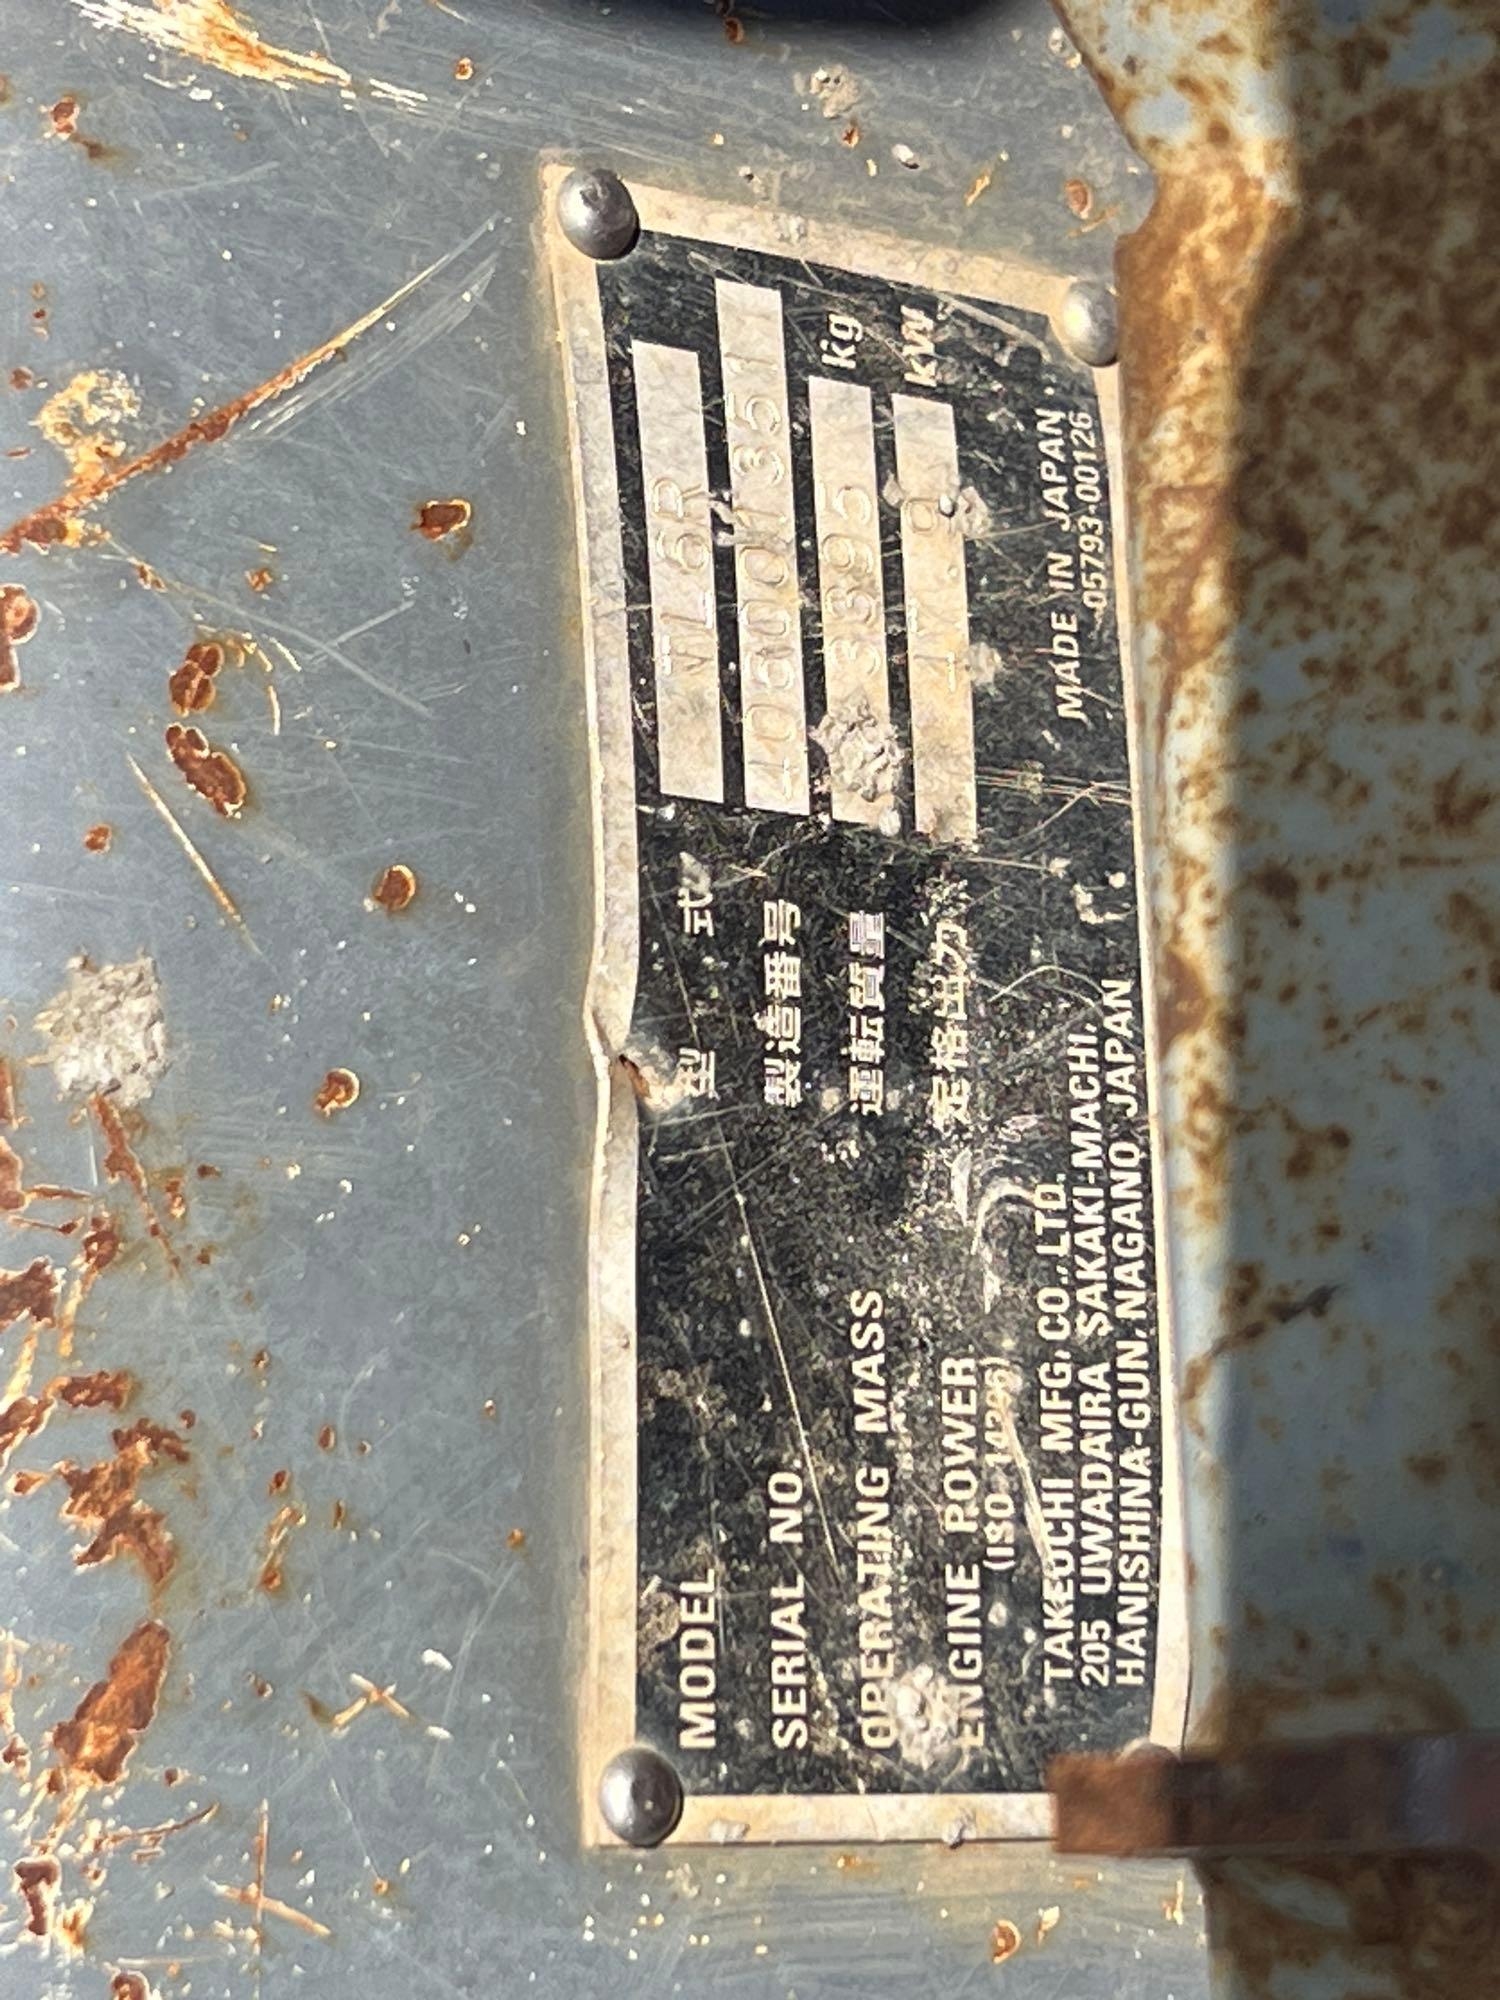 MODEL 型式 TL6R
SERIAL NO. 製造番号 406001351
OPERATING MASS 運転質量 3395 kg
ENGINE POWER 定格出力 kW
(ISO 14396)
TAKEUCHI MFG. CO., LTD. MADE IN JAPAN
205 UWADAIRA SAKAKI-MACHI. 05793-00126
HANISHINA-GUN, NAGANO JAPAN